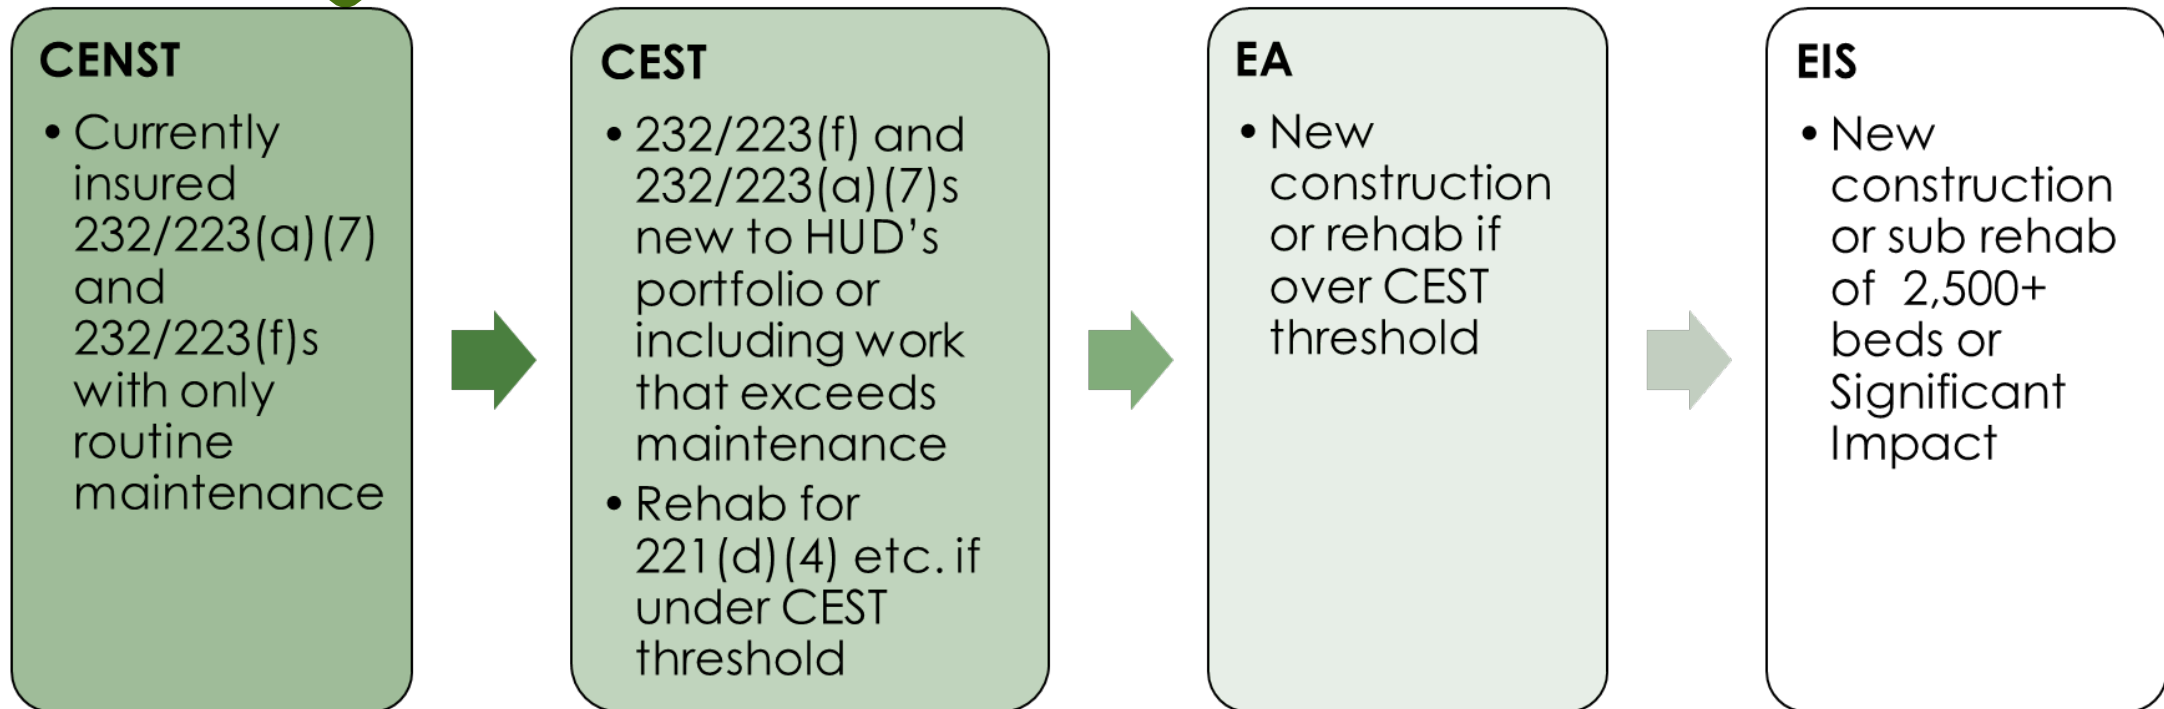 CENST
• Currently
insured
232/223(a)(7)
and
232/223(f)s
with only
routine
maintenance
CEST
• 232/223(f) and
232/223(a)(7)s
new to HUD’s
portfolio or
including work
that exceeds
maintenance
• Rehab for
221(d)(4) etc. if
under CEST
threshold
EA
• New
construction
or rehab if
over CEST
threshold
EIS
• New
construction
or sub rehab
of 2,500+
beds or
Significant
Impact